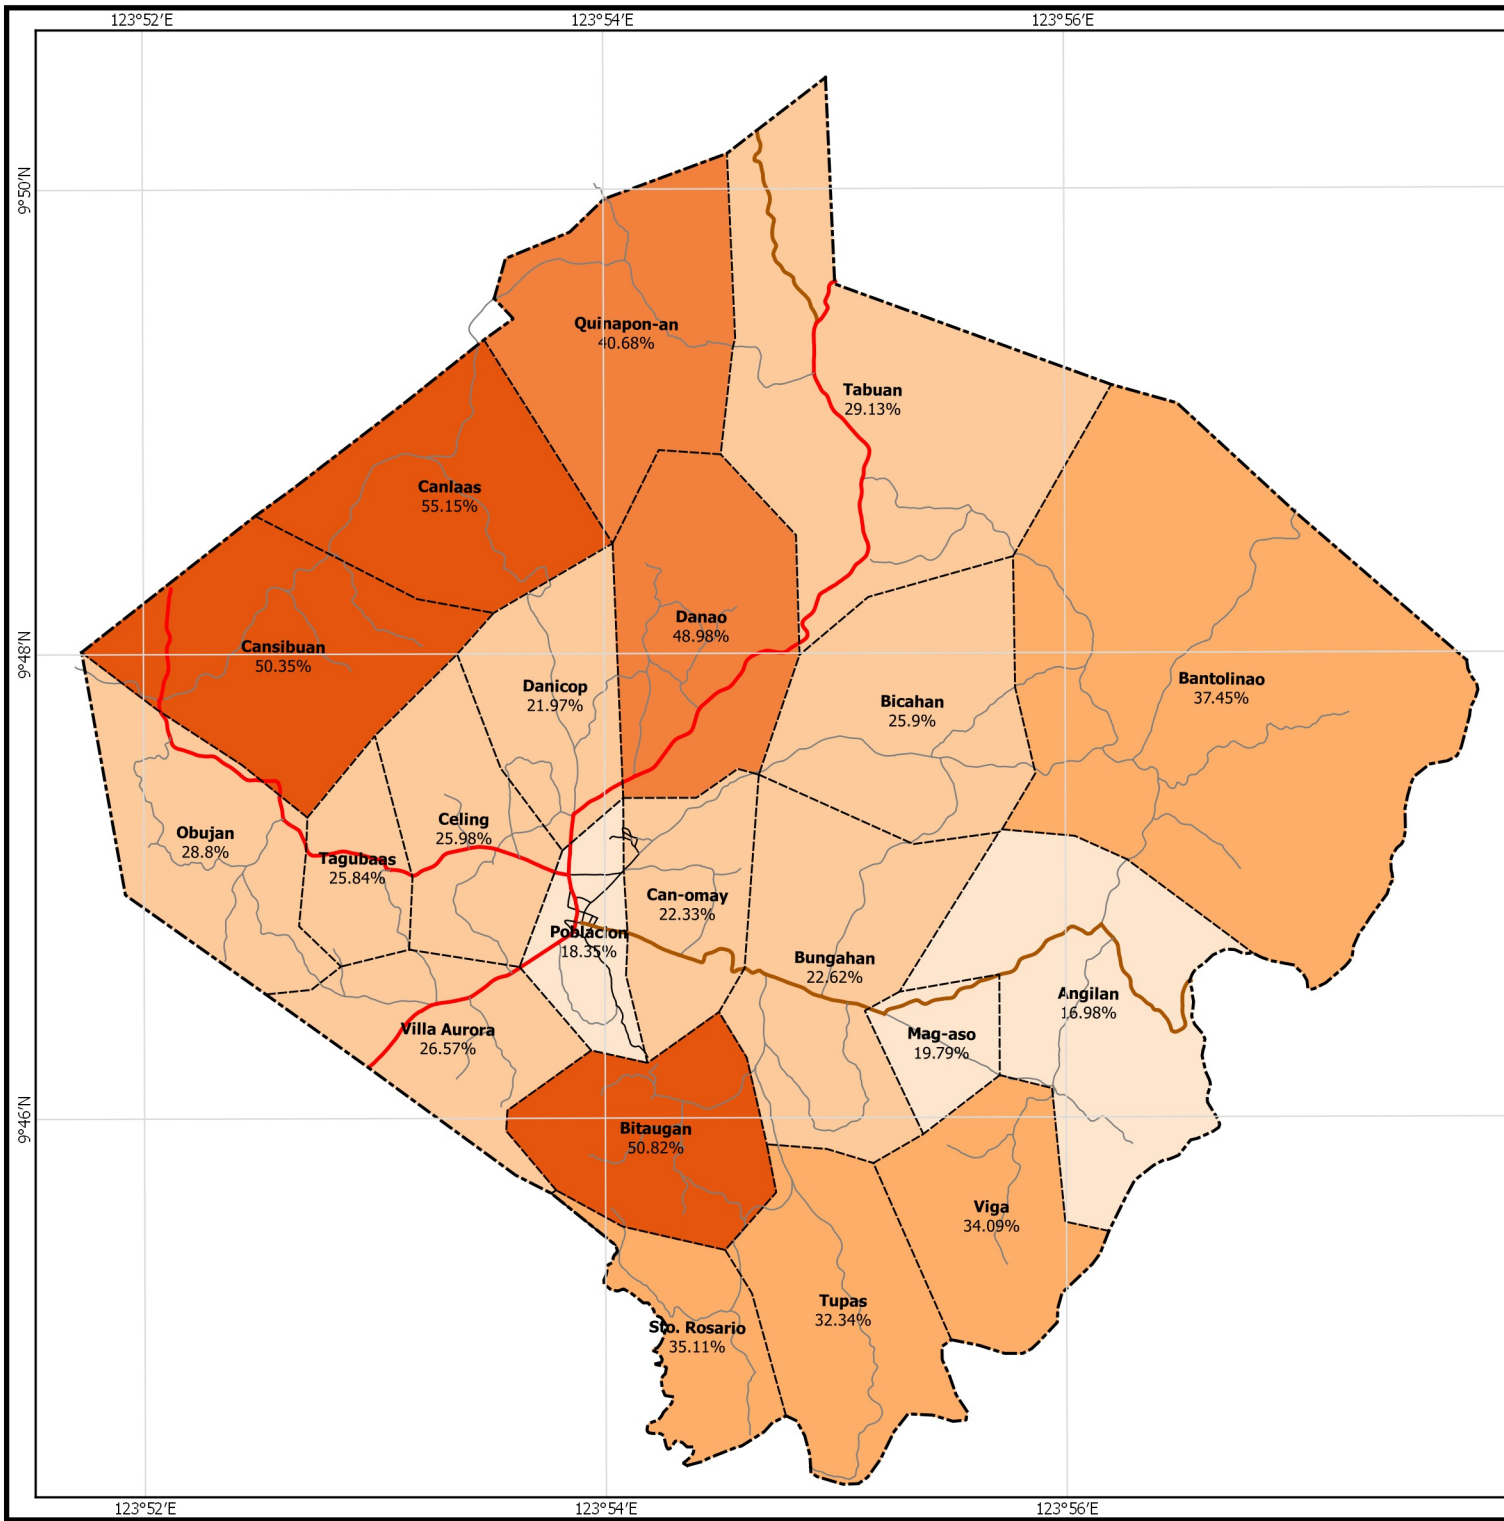 123°52'E 123°54'E 123°56'E
9°50'N
Quinapon-an
40.68%
Tabuan
29.13%
Canlaas
55.15%
Danao
48.98%
9°48'N
Cansibuan
50.35%
Danicop
21.97%
Bantolinao
37.45%
Bicahan
25.9%
Celing
25.98%
Obujan
28.8%
Tagubaas
25.84%
Can-omay
22.33%
Poblacion
18.35%
Bungahan
22.62%
Angilan
16.98%
Villa Aurora
26.57%
Mag-aso
19.79%
9°46'N
Bitaugan
50.82%
Viga
34.09%
Tupas
32.34%
Sto. Rosario
35.11%
123°52'E 123°54'E 123°56'E